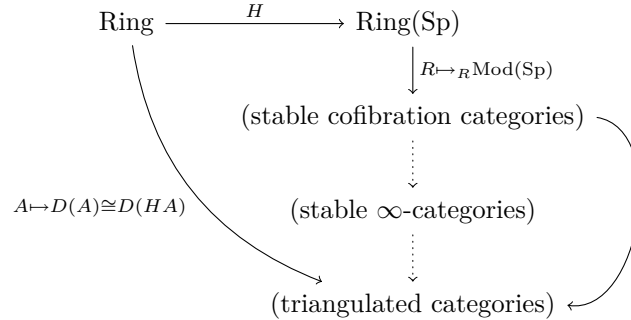 H
Ring Ring(Sp)
R↦ _RMod(Sp)
(stable cofibration categories)
A↦D(A)≅D(HA)
(stable ∞-categories)
(triangulated categories)